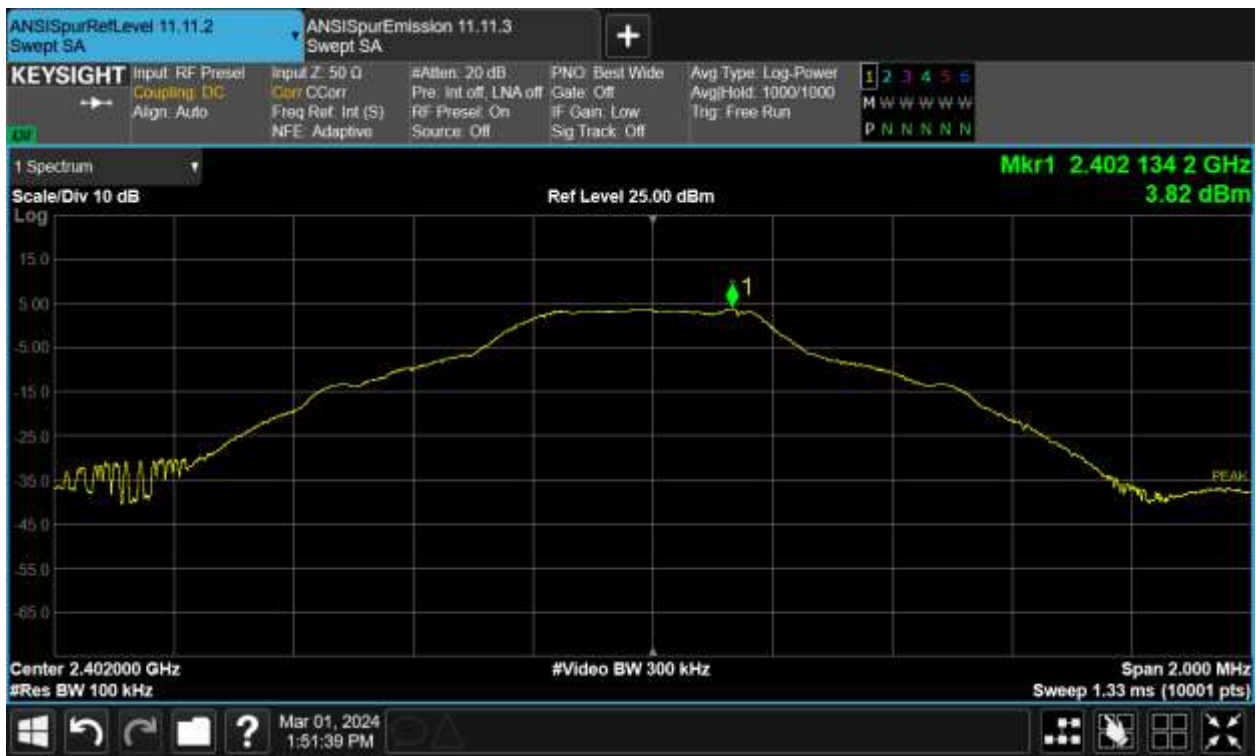 ANSISpurRefLevel 11.11.2
Swept SA
ANSISpurEmission 11.11.3
Swept SA
+
KEYSIGHT
Input: RF Presel
Coupling: DC
Align: Auto
Input Z: 50 Ω
Corr CCorr
Freq Ref: Int (S)
NFE: Adaptive
#Atten: 20 dB
Pre: Int off, LNA off
RF Presel: On
Source: Off
PNO: Best Wide
Gate: Off
IF Gain: Low
Sig Track: Off
Avg Type: Log-Power
Avg|Hold: 1000/1000
Trig: Free Run
1 2 3 4 5 6
M W W W W W W
P N N N N N N
1 Spectrum
Scale/Div 10 dB
Log
Ref Level 25.00 dBm
Mkr1 2.402 134 2 GHz
3.82 dBm
15.0
5.00
-5.00
-15.0
-25.0
-35.0
-45.0
-55.0
-65.0
1
PEAK
Center 2.402000 GHz
#Res BW 100 kHz
#Video BW 300 kHz
Span 2.000 MHz
Sweep 1.33 ms (10001 pts)
?
Mar 01, 2024
1:51:39 PM